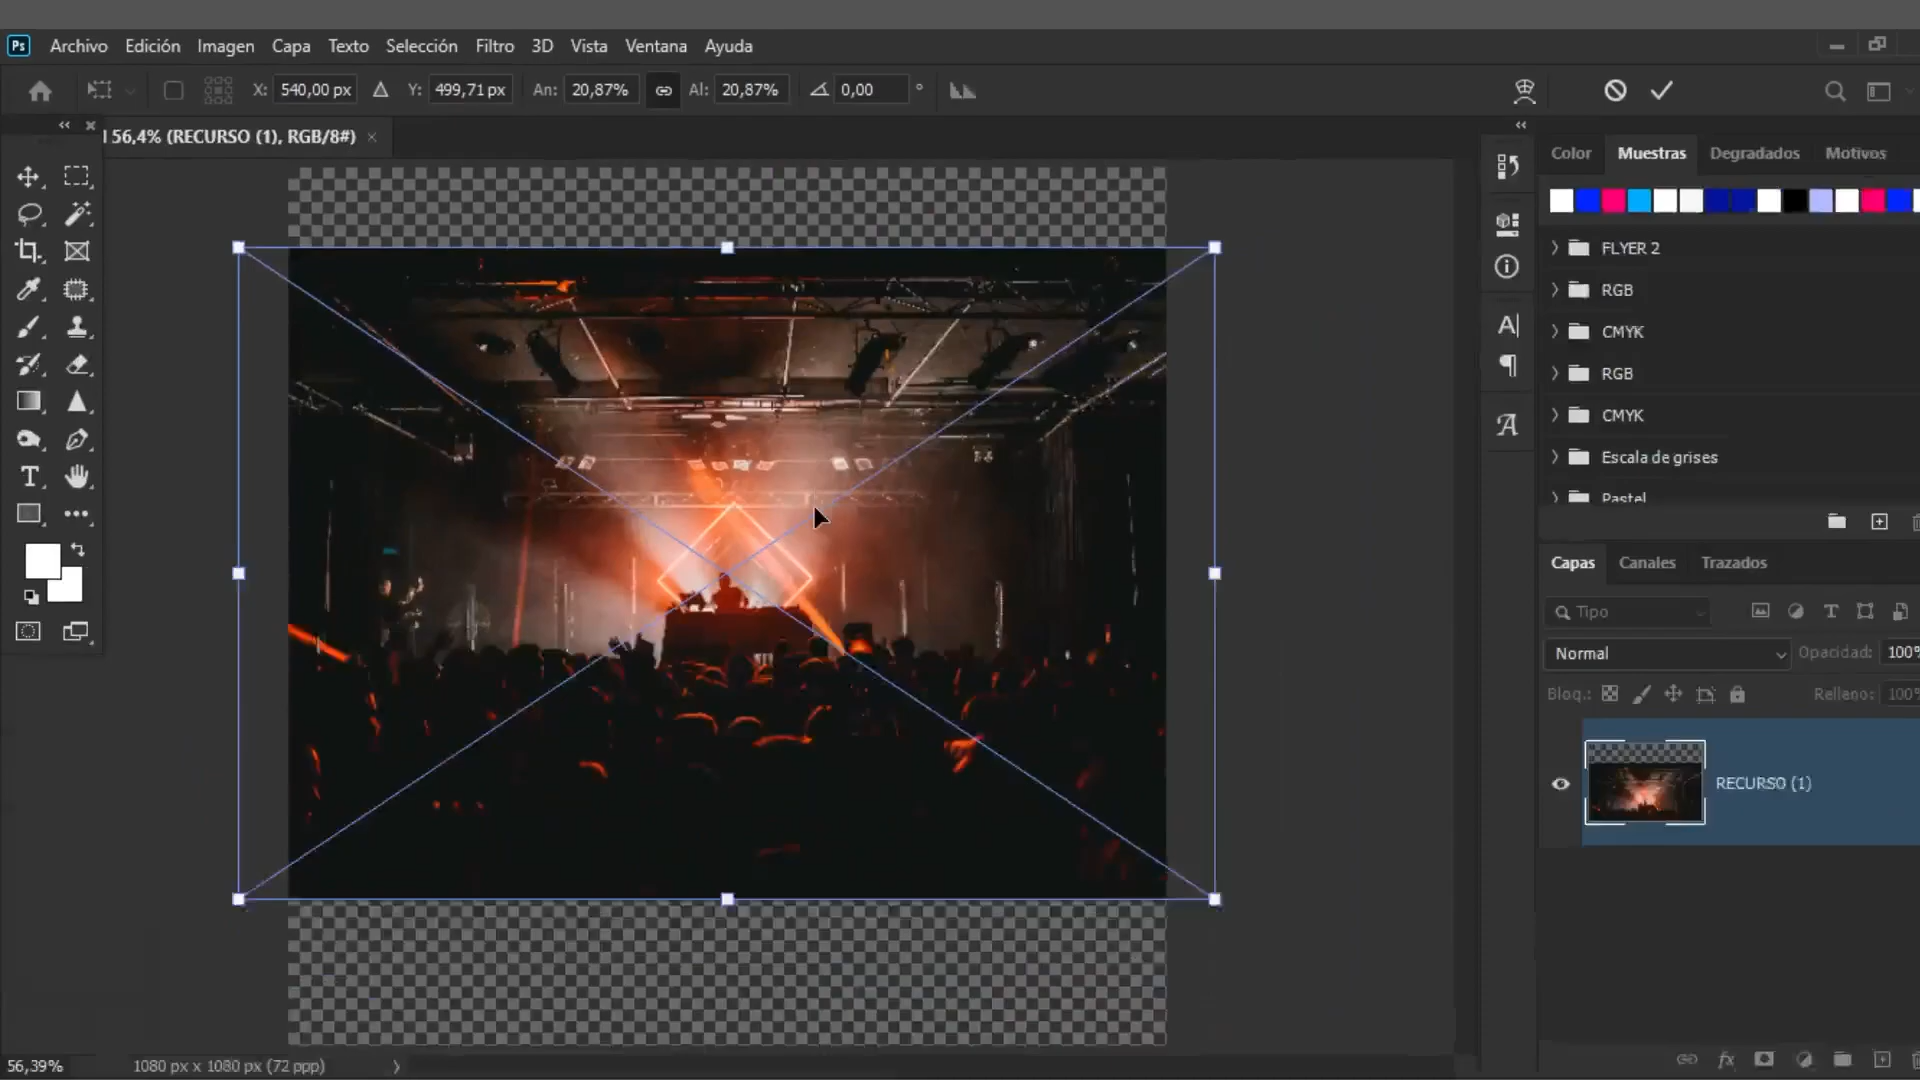 Ps Archivo Edición Imagen Capa Texto Selección Filtro 3D Vista Ventana Ayuda
X: 540,00 px Y: 499,71 px An: 20,87% Al: 20,87% 0,00 °
56,4% (RECURSO (1), RGB/8#) ×
Color Muestras Degradados Motivos
FLYER 2
RGB
CMYK
RGB
CMYK
Escala de grises
Pastel
Capas Canales Trazados
Tipo
Normal Opacidad: 100%
Bloq.: Relleno: 100%
RECURSO (1)
fx
56,39% 1080 px x 1080 px (72 ppp)